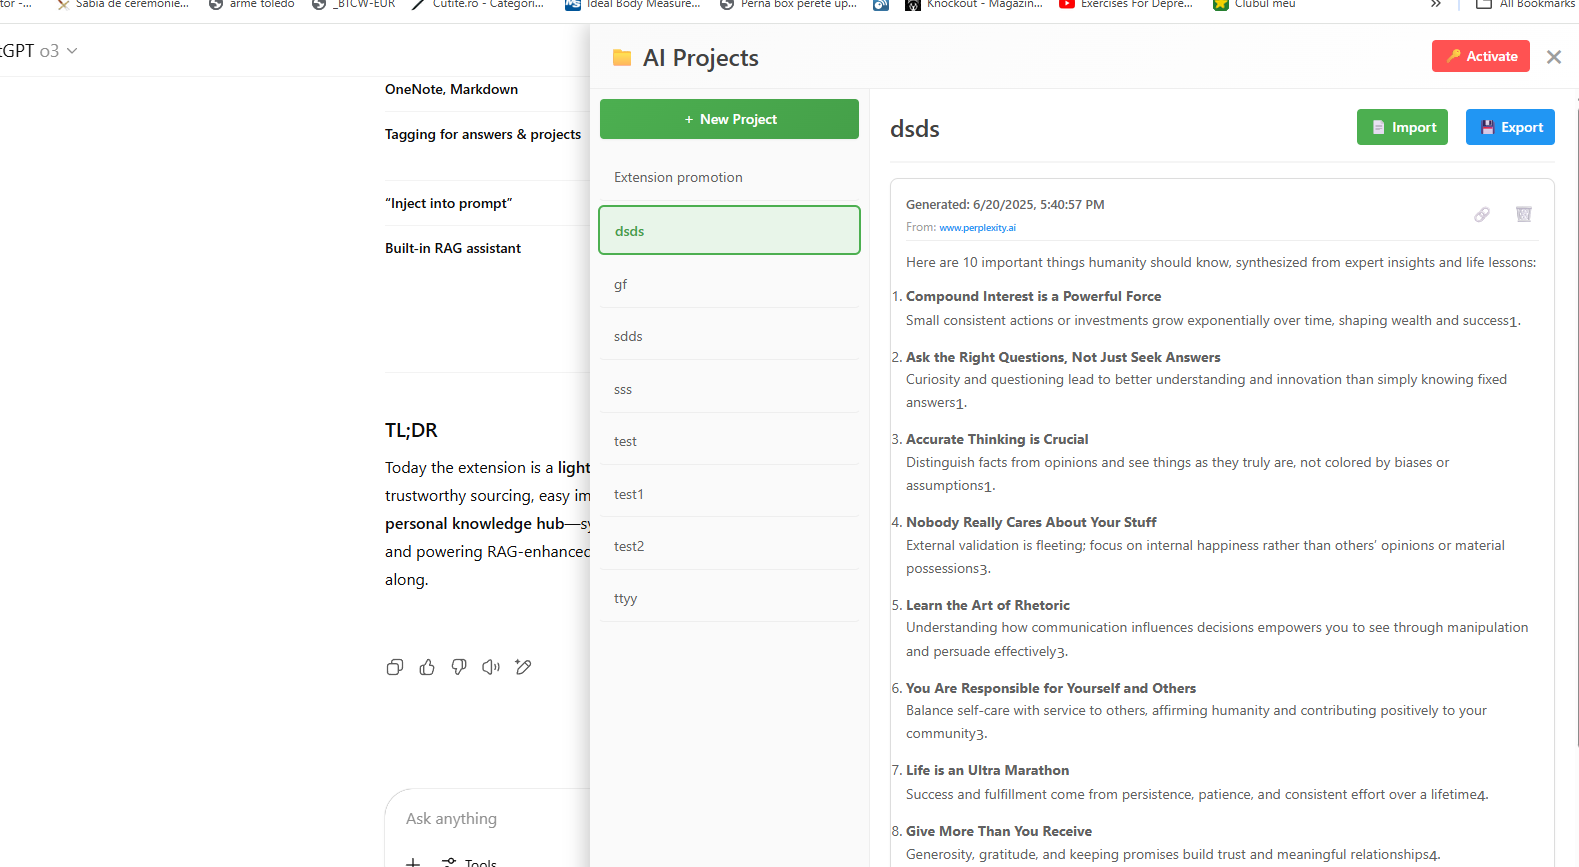 tor -...
Sabia de ceremonie...
arme toledo
_BTCW-EUR
Cutite.ro - Categori...
Ideal Body Measure...
Perna box perete up...
Knockout - Magazin...
Exercises For Depre...
Clubul meu
»
All Bookmarks
tGPT o3
OneNote, Markdown
Tagging for answers & projects
“Inject into prompt”
Built-in RAG assistant
TL;DR
Today the extension is a light
trustworthy sourcing, easy im
personal knowledge hub—sy
and powering RAG-enhanced
along.
Ask anything
Tools
AI Projects
Activate
+ New Project
Extension promotion
dsds
gf
sdds
sss
test
test1
test2
ttyy
dsds
Import
Export
Generated: 6/20/2025, 5:40:57 PM
From: www.perplexity.ai
Here are 10 important things humanity should know, synthesized from expert insights and life lessons:
1. Compound Interest is a Powerful Force
Small consistent actions or investments grow exponentially over time, shaping wealth and success1.
2. Ask the Right Questions, Not Just Seek Answers
Curiosity and questioning lead to better understanding and innovation than simply knowing fixed
answers1.
3. Accurate Thinking is Crucial
Distinguish facts from opinions and see things as they truly are, not colored by biases or
assumptions1.
4. Nobody Really Cares About Your Stuff
External validation is fleeting; focus on internal happiness rather than others’ opinions or material
possessions3.
5. Learn the Art of Rhetoric
Understanding how communication influences decisions empowers you to see through manipulation
and persuade effectively3.
6. You Are Responsible for Yourself and Others
Balance self-care with service to others, affirming humanity and contributing positively to your
community3.
7. Life is an Ultra Marathon
Success and fulfillment come from persistence, patience, and consistent effort over a lifetime4.
8. Give More Than You Receive
Generosity, gratitude, and keeping promises build trust and meaningful relationships4.